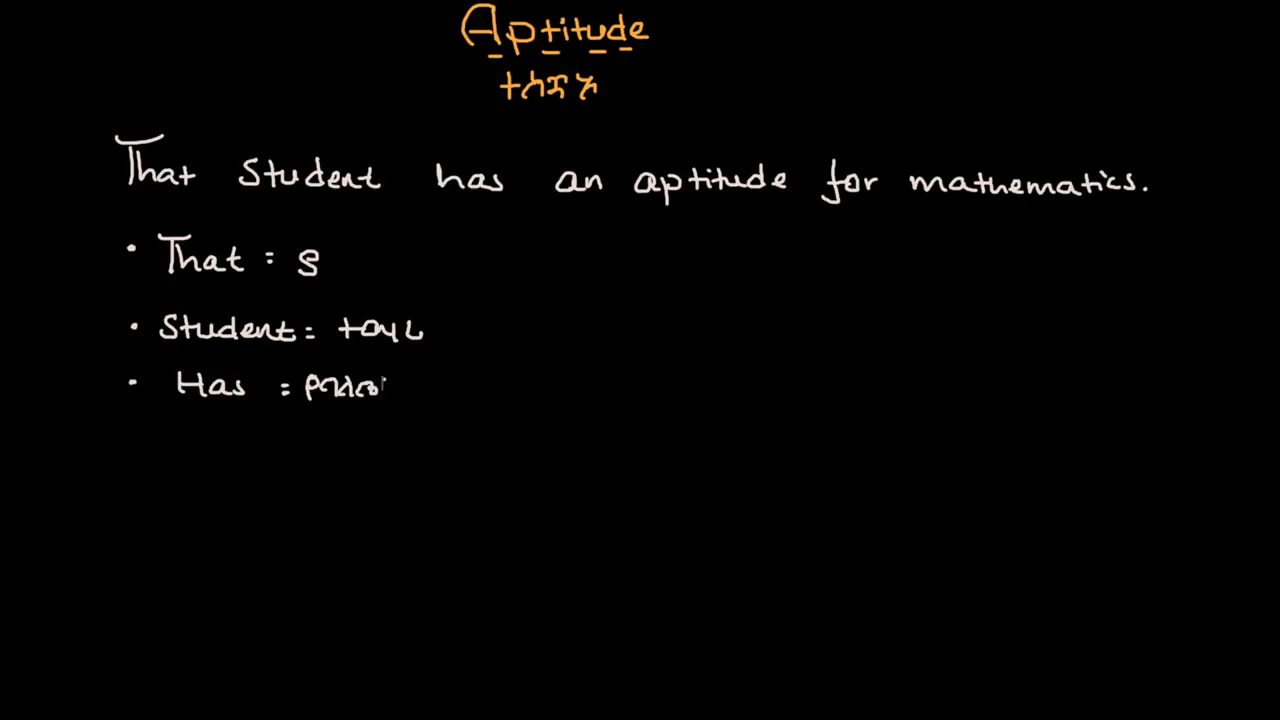 Aptitude
ተሰጥኦ
That Student has an aptitude for mathematics.
• That = ያ
• Student = ተማሪ
• Has =